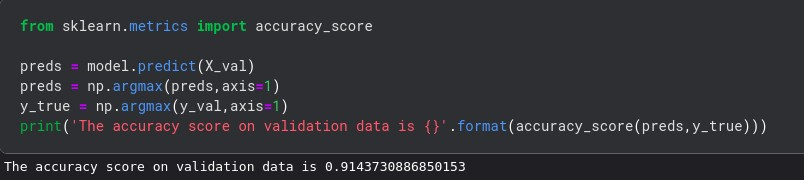 from sklearn.metrics import accuracy_score
preds = model.predict(X_val)
preds = np.argmax(preds,axis=1)
y_true = np.argmax(y_val,axis=1)
print('The accuracy score on validation data is {}'.format(accuracy_score(preds,y_true)))
The accuracy score on validation data is 0.9143730886850153